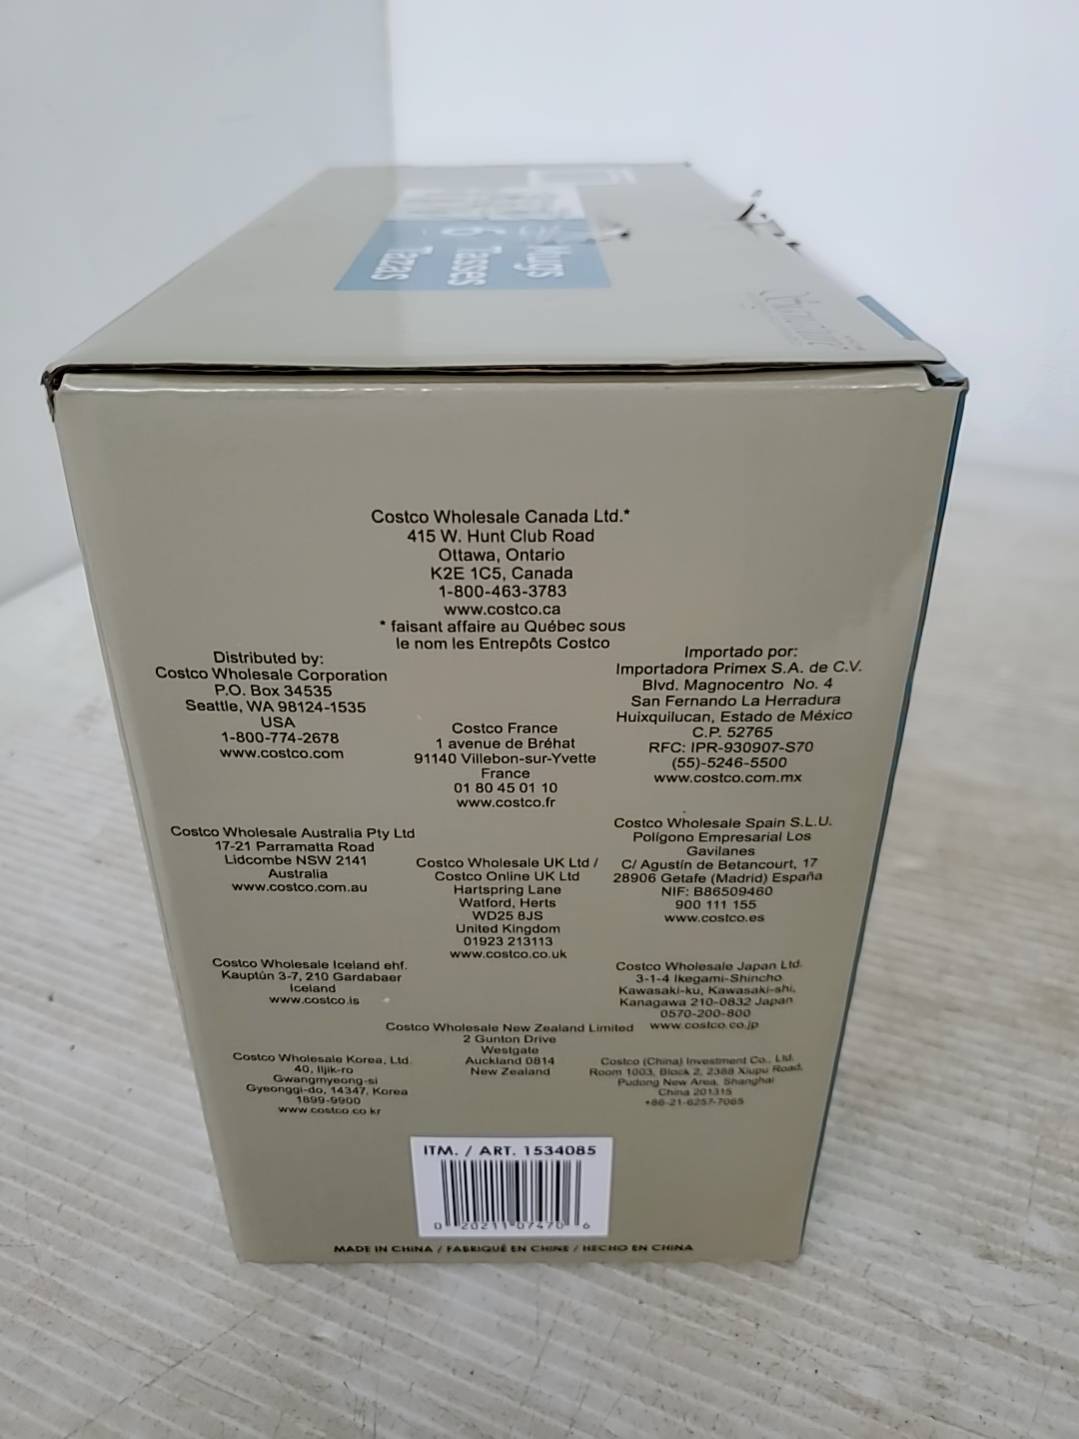 6
Mugs
Tasses
Tazas
Costco Wholesale Canada Ltd.*
415 W. Hunt Club Road
Ottawa, Ontario
K2E 1C5, Canada
1-800-463-3783
www.costco.ca
* faisant affaire au Québec sous
le nom les Entrepôts Costco
Distributed by:
Costco Wholesale Corporation
P.O. Box 34535
Seattle, WA 98124-1535
USA
1-800-774-2678
www.costco.com
Costco France
1 avenue de Bréhat
91140 Villebon-sur-Yvette
France
01 80 45 01 10
www.costco.fr
Importado por:
Importadora Primex S.A. de C.V.
Blvd. Magnocentro No. 4
San Fernando La Herradura
Huixquilucan, Estado de México
C.P. 52765
RFC: IPR-930907-S70
(55)-5246-5500
www.costco.com.mx
Costco Wholesale Australia Pty Ltd
17-21 Parramatta Road
Lidcombe NSW 2141
Australia
www.costco.com.au
Costco Wholesale UK Ltd /
Costco Online UK Ltd
Hartspring Lane
Watford, Herts
WD25 8JS
United Kingdom
01923 213113
www.costco.co.uk
Costco Wholesale Spain S.L.U.
Polígono Empresarial Los
Gavilanes
C/ Agustín de Betancourt, 17
28906 Getafe (Madrid) España
NIF: B86509460
900 111 155
www.costco.es
Costco Wholesale Iceland ehf.
Kauptún 3-7, 210 Gardabaer
Iceland
www.costco.is
Costco Wholesale Japan Ltd.
3-1-4 Ikegami-Shincho
Kawasaki-ku, Kawasaki-shi,
Kanagawa 210-0832 Japan
0570-200-800
www.costco.co.jp
Costco Wholesale New Zealand Limited
2 Gunton Drive
Westgate
Auckland 0814
New Zealand
Costco Wholesale Korea, Ltd.
40, Iljik-ro
Gwangmyeong-si
Gyeonggi-do, 14347, Korea
1899-9900
www.costco.co.kr
Costco (China) Investment Co., Ltd.
Room 1003, Block 2, 2388 Xiupu Road,
Pudong New Area, Shanghai
China 201315
+86-21-6257-7065
ITM. / ART. 1534085
0 20211 07470 6
MADE IN CHINA / FABRIQUÉ EN CHINE / HECHO EN CHINA